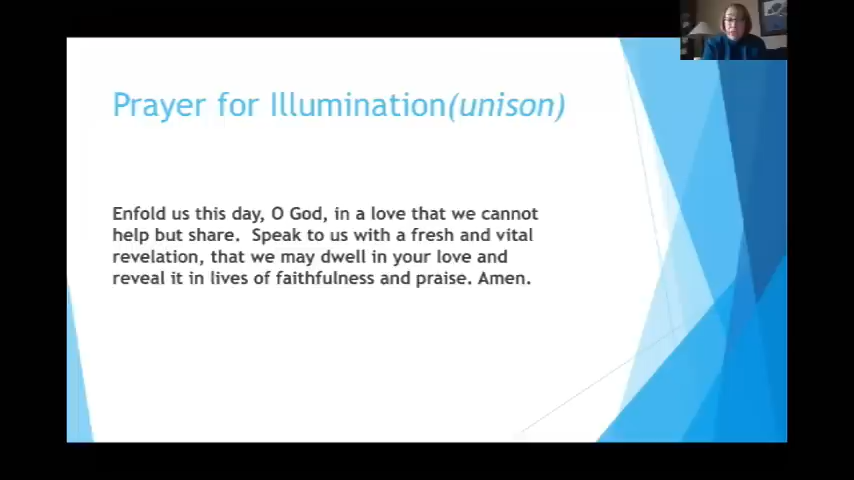 Prayer for Illumination(unison)
Enfold us this day, O God, in a love that we cannot
help but share.  Speak to us with a fresh and vital
revelation, that we may dwell in your love and
reveal it in lives of faithfulness and praise. Amen.